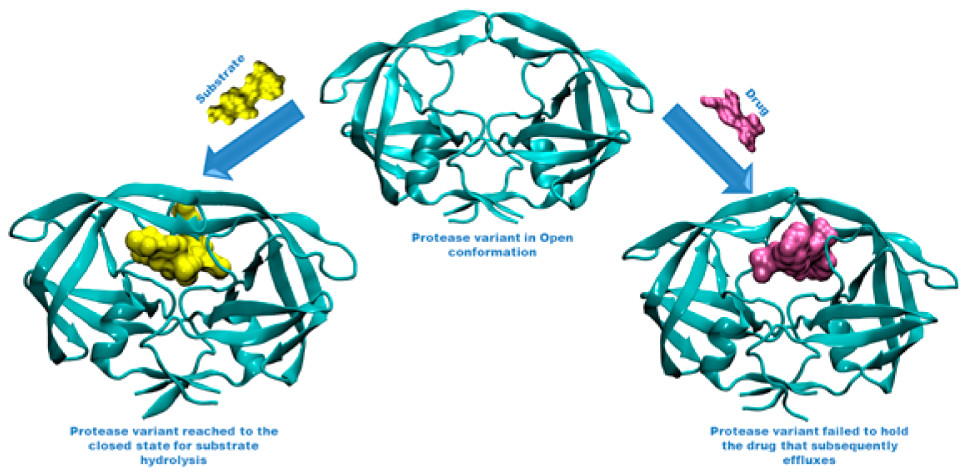 Substrate
Drug
Protease variant in Open
conformation
Protease variant reached to the
closed state for substrate
hydrolysis
Protease variant failed to hold
the drug that subsequently
effluxes